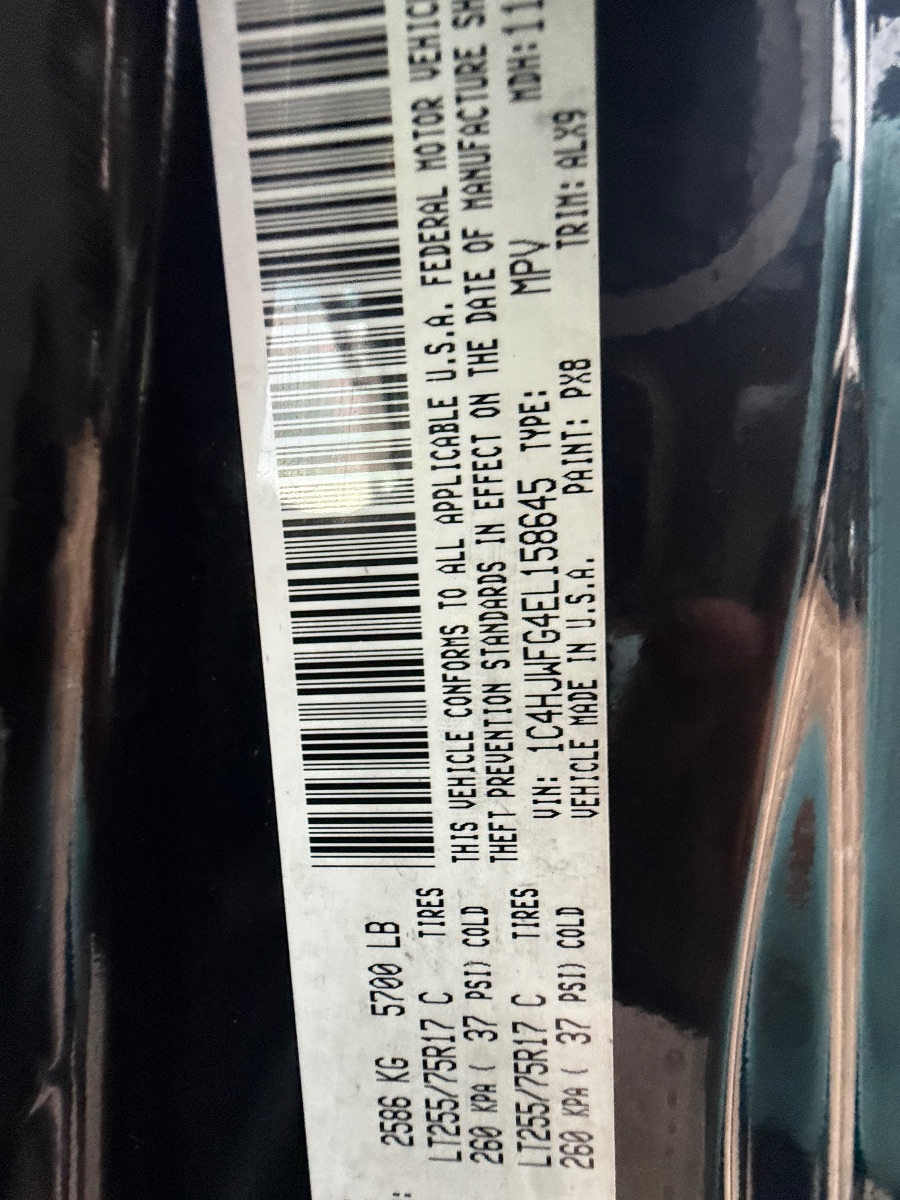 2586 KG 5700 LB
LT255/75R17 C TIRES
260 KPA ( 37 PSI) COLD
LT255/75R17 C TIRES
260 KPA ( 37 PSI) COLD
THIS VEHICLE CONFORMS TO ALL APPLICABLE U.S.A. FEDERAL MOTOR
THEFT PREVENTION STANDARDS IN EFFECT ON THE DATE OF MANUFACTURE
VIN: 1C4HJWFG4EL158645 TYPE: MPV MDH:11
VEHICLE MADE IN U.S.A. PAINT: PX8 TRIM: ALX9